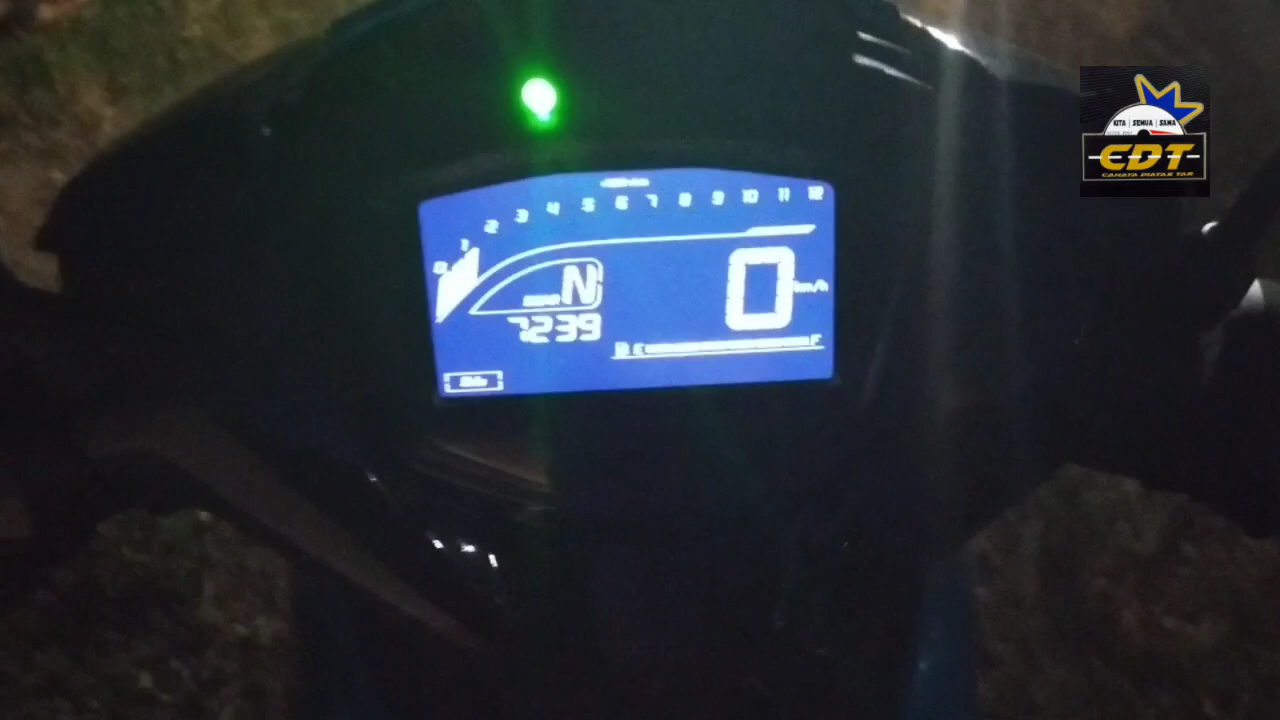 0 1 2 3 4 5 6 7 8 9 10 11 12
N
0 km/h
7239
E F
KITA | SEMUA | SAMA
CDT
CAHAYA DIATAS TAR